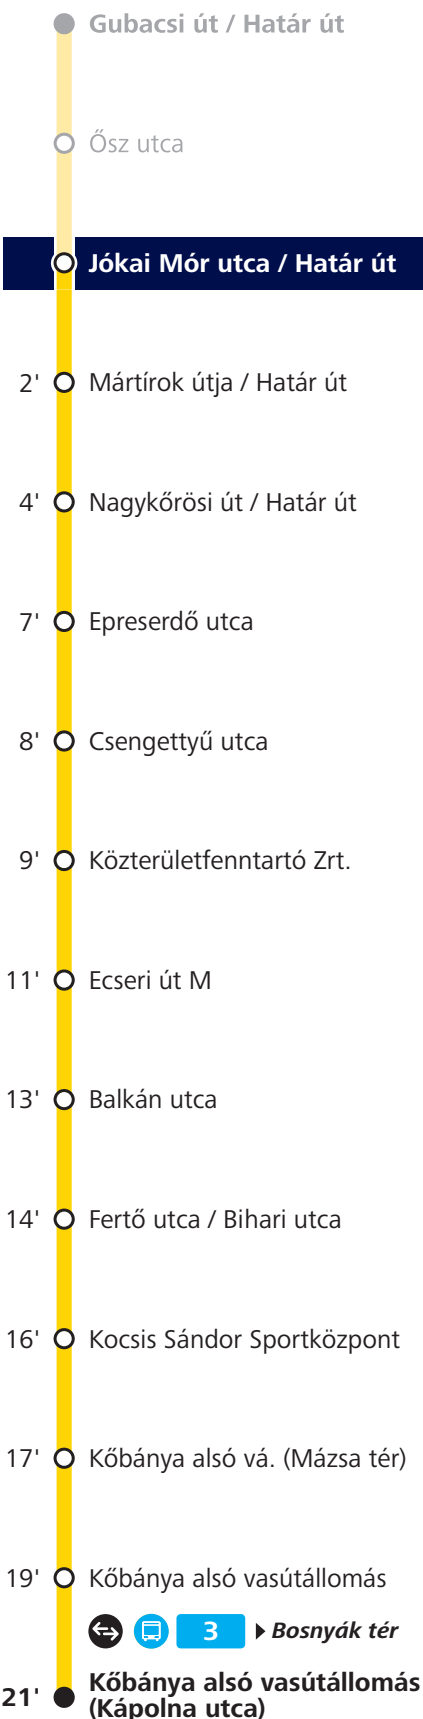 Gubacsi út / Határ út
Ősz utca
Jókai Mór utca / Határ út
2' Mártírok útja / Határ út
4' Nagykőrösi út / Határ út
7' Epreserdő utca
8' Csengettyű utca
9' Közterületfenntartó Zrt.
11' Ecseri út M
13' Balkán utca
14' Fertő utca / Bihari utca
16' Kocsis Sándor Sportközpont
17' Kőbánya alsó vá. (Mázsa tér)
19' Kőbánya alsó vasútállomás
3 Bosnyák tér
21' Kőbánya alsó vasútállomás
(Kápolna utca)